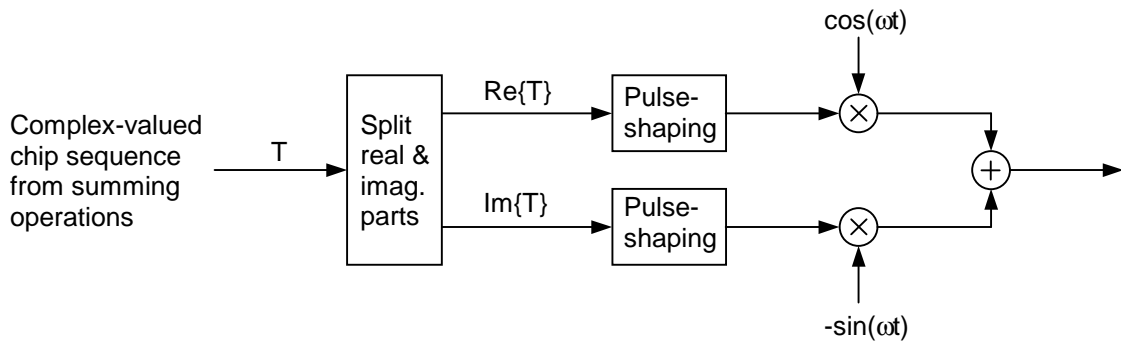 cos(ωt)
Complex-valued
chip sequence
from summing
operations
T
Split
real &
imag.
parts
Re{T}
Pulse-
shaping
Im{T}
Pulse-
shaping
-sin(ωt)